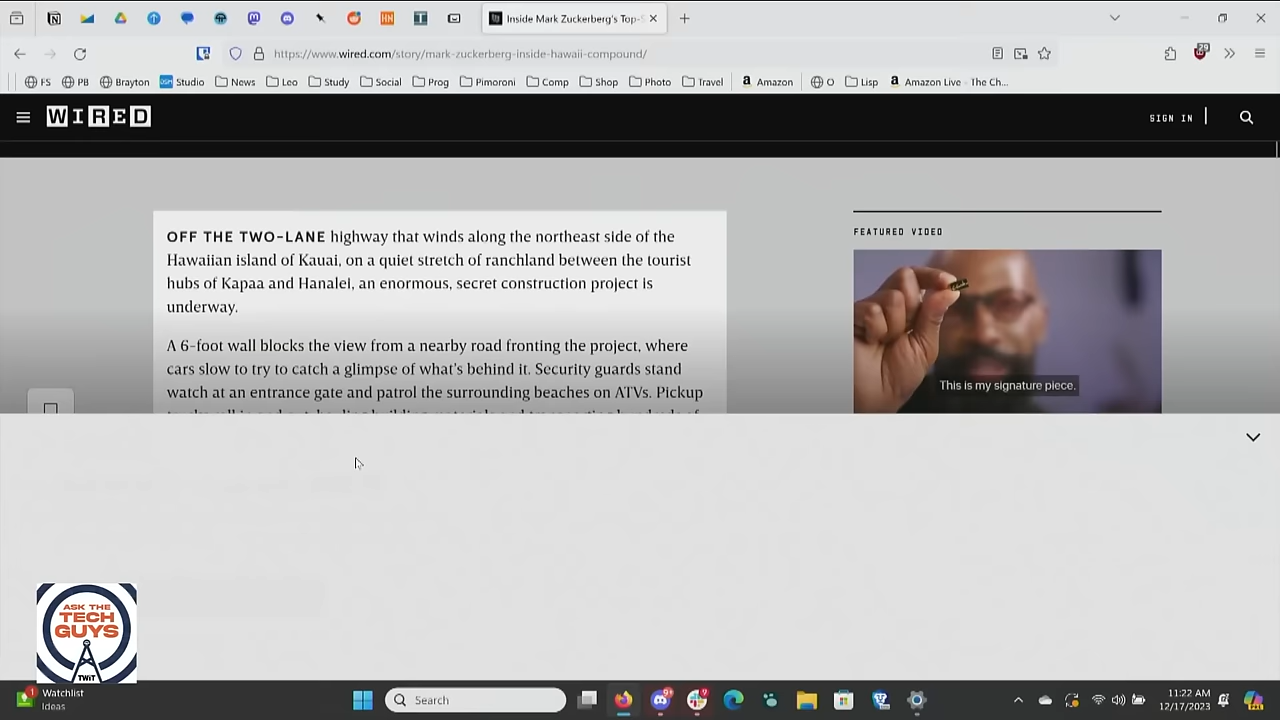 Inside Mark Zuckerberg's Top-S
https://www.wired.com/story/mark-zuckerberg-inside-hawaii-compound/
29
FS PB Brayton Studio News Leo Study Social Prog Pimoroni Comp Shop Photo Travel Amazon O Lisp Amazon Live - The Ch...
WIRED
SIGN IN
OFF THE TWO-LANE highway that winds along the northeast side of the
Hawaiian island of Kauai, on a quiet stretch of ranchland between the tourist
hubs of Kapaa and Hanalei, an enormous, secret construction project is
underway.
A 6-foot wall blocks the view from a nearby road fronting the project, where
cars slow to try to catch a glimpse of what's behind it. Security guards stand
watch at an entrance gate and patrol the surrounding beaches on ATVs. Pickup
FEATURED VIDEO
This is my signature piece.
ASK THE
TECH
GUYS
TWiT
1
Watchlist
Ideas
Search
11:22 AM
12/17/2023